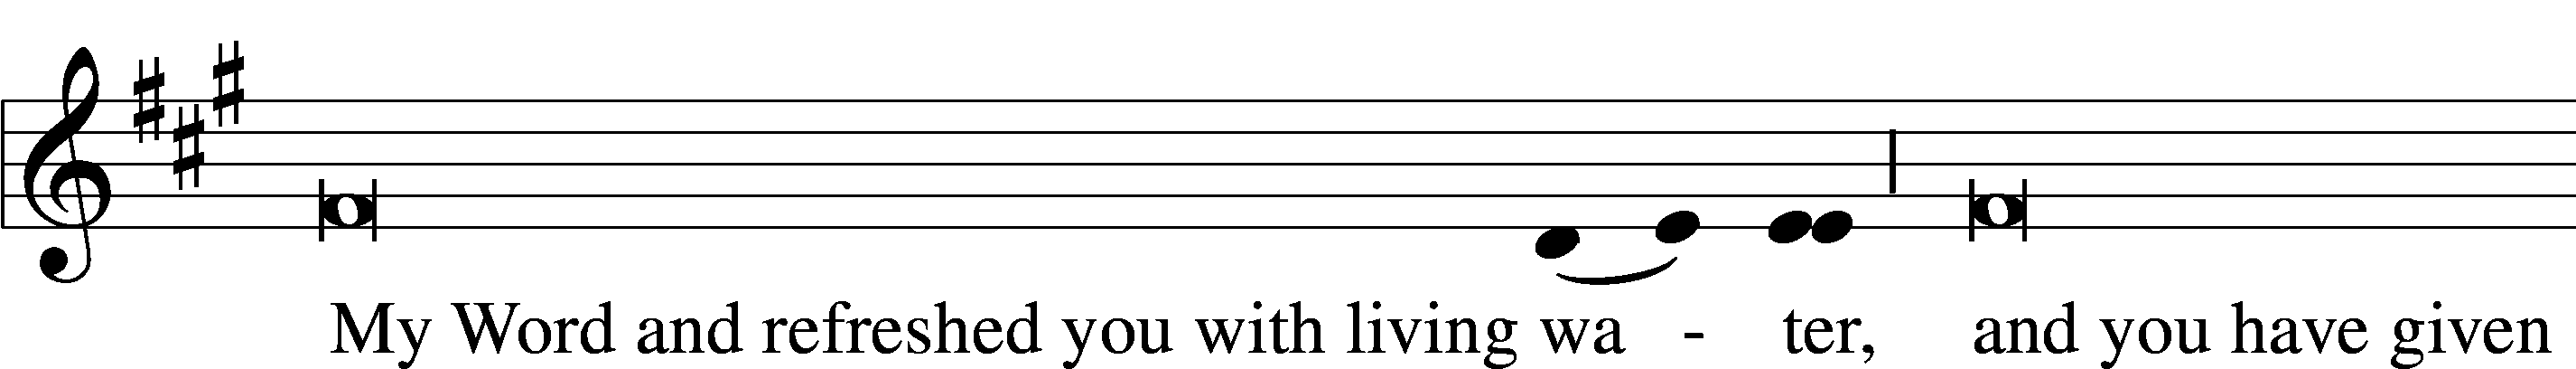 My Word and refreshed you with living wa - ter, and you have given